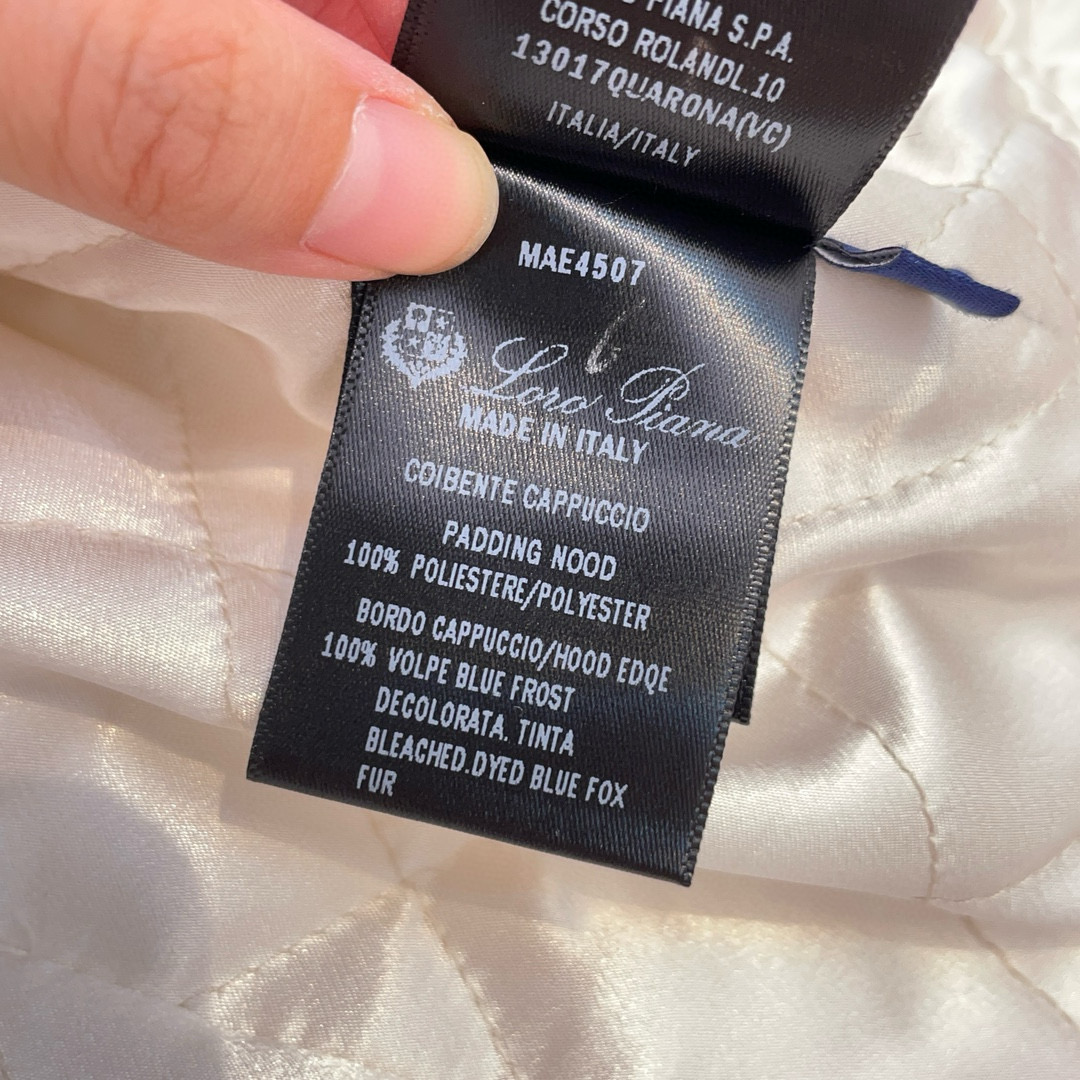 PIANA S.P.A.
CORSO ROLANDI.10
13017QUARONA(VC)
ITALIA/ITALY
MAE4507
Loro Piana
MADE IN ITALY
COIBENTE CAPPUCCIO
PADDING NOOD
100% POLIESTERE/POLYESTER
BORDO CAPPUCCIO/HOOD EDQE
100% VOLPE BLUE FROST
DECOLORATA. TINTA
BLEACHED.DYED BLUE FOX
FUR